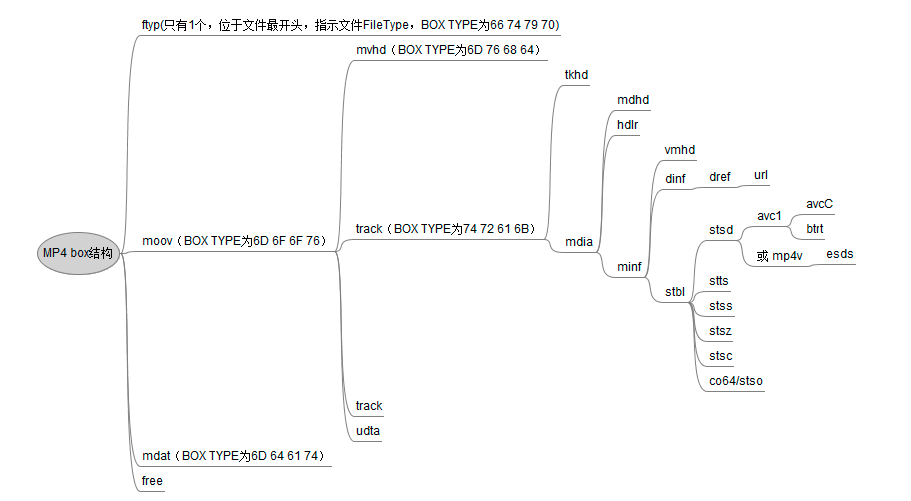 MP4 box结构
ftyp(只有1个，位于文件最开头，指示文件FileType，BOX TYPE为66 74 79 70)
moov（BOX TYPE为6D 6F 6F 76）
mvhd（BOX TYPE为6D 76 68 64）
track（BOX TYPE为74 72 61 6B）
tkhd
mdia
mdhd
hdlr
minf
vmhd
dinf
dref
url
stbl
stsd
avc1
avcC
btrt
或 mp4v
esds
stts
stss
stsz
stsc
co64/stso
track
udta
mdat（BOX TYPE为6D 64 61 74）
free